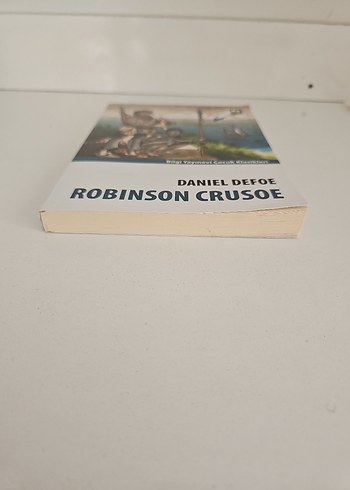 Bilgi Yayınevi Çocuk Klasikleri
DANIEL DEFOE
ROBINSON CRUSOE